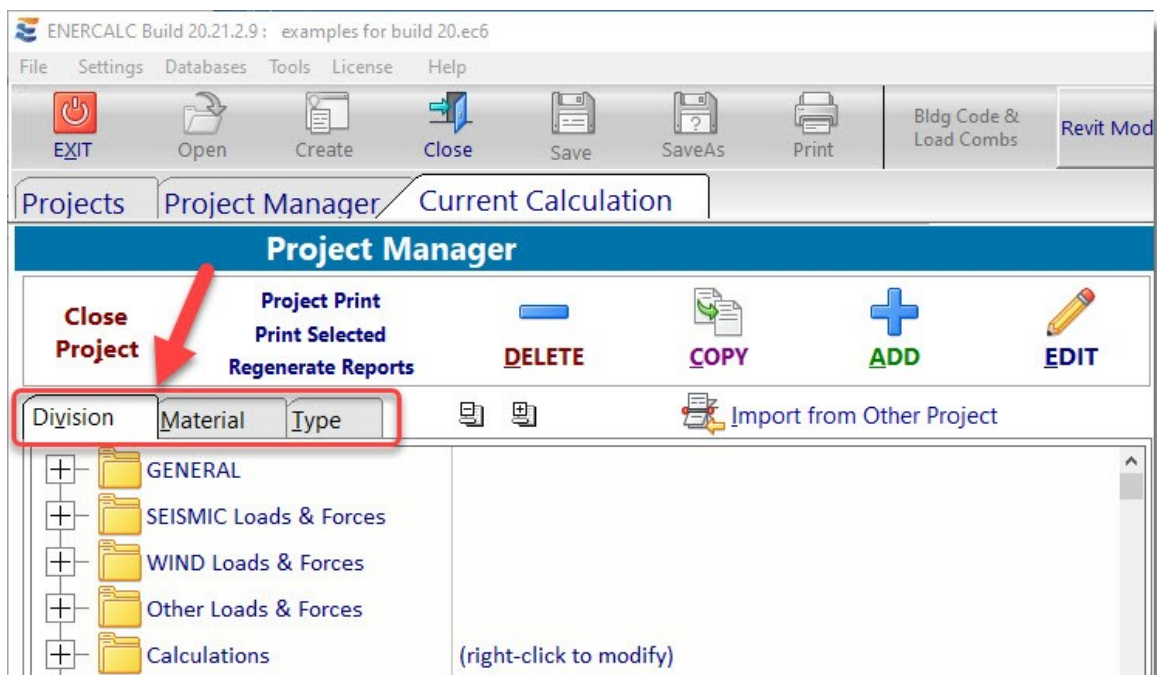 ENERCALC Build 20.21.2.9 : examples for build 20.ec6
File Settings Databases Tools License Help
EXIT Open Create Close Save SaveAs Print
Bldg Code &
Load Combs
Revit Mod
Projects Project Manager Current Calculation
Project Manager
Close
Project
Project Print
Print Selected
Regenerate Reports
DELETE COPY ADD EDIT
Division Material Type
Import from Other Project
GENERAL
SEISMIC Loads & Forces
WIND Loads & Forces
Other Loads & Forces
Calculations (right-click to modify)